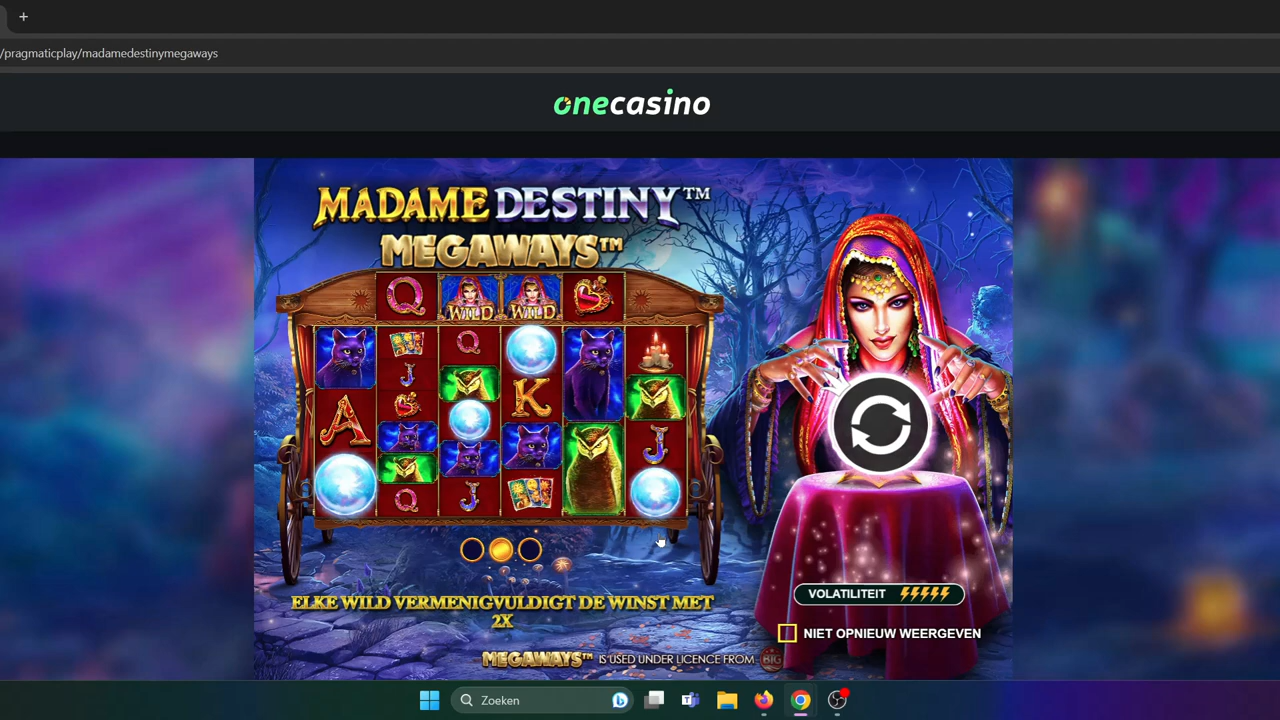 +
/pragmaticplay/madamedestinymegaways
onecasino
MADAME DESTINY™
MEGAWAYS™
Q WILD WILD
Q
J
K
A
J
Q J
ELKE WILD VERMENIGVULDIGT DE WINST MET
2X
VOLATILITEIT
NIET OPNIEUW WEERGEVEN
MEGAWAYS™ IS USED UNDER LICENCE FROM BIG
Zoeken